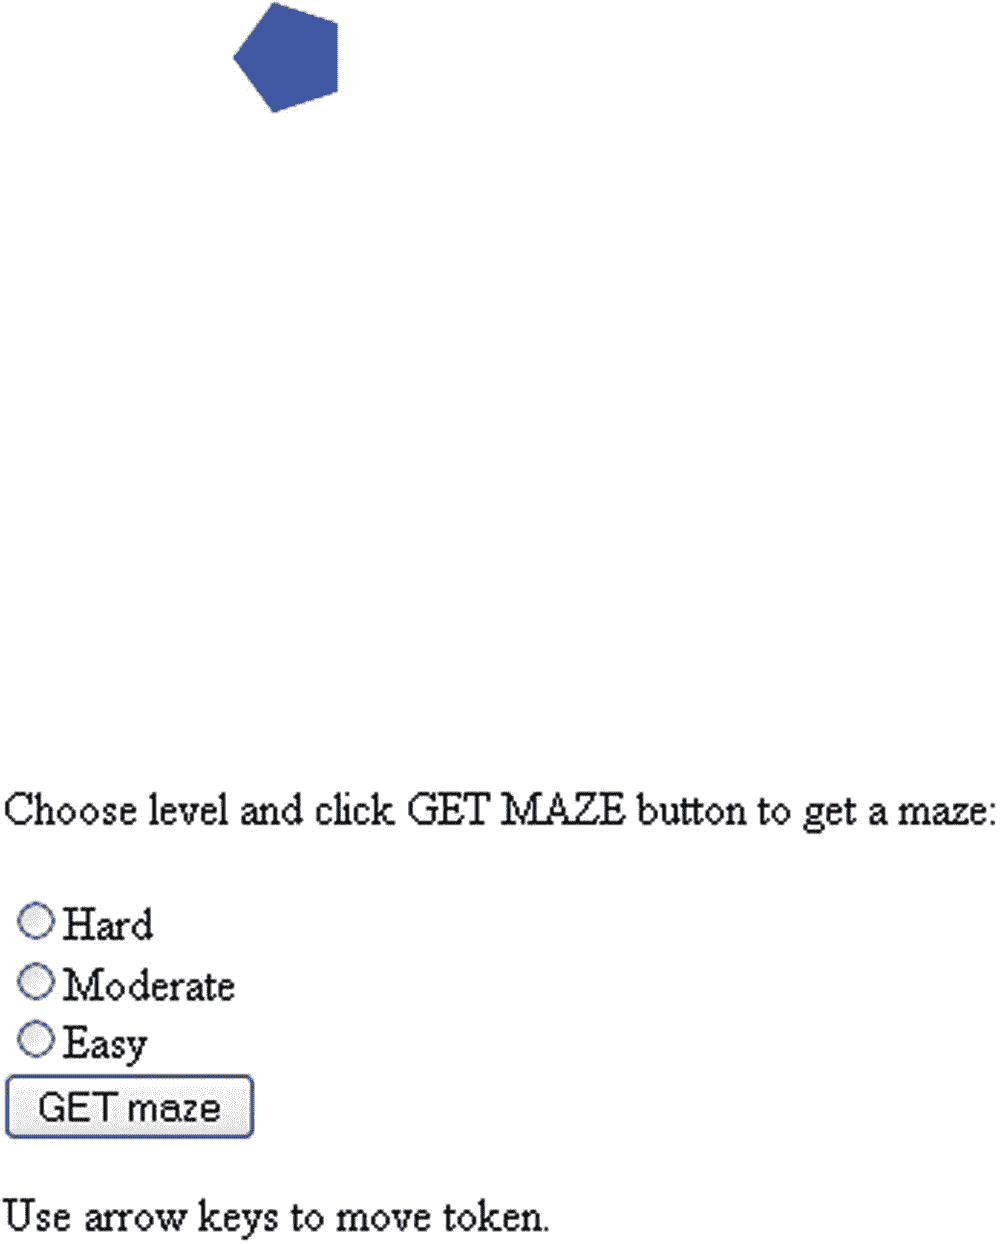 Choose level and click GET MAZE button to get a maze:
Hard
Moderate
Easy
GET maze
Use arrow keys to move token.